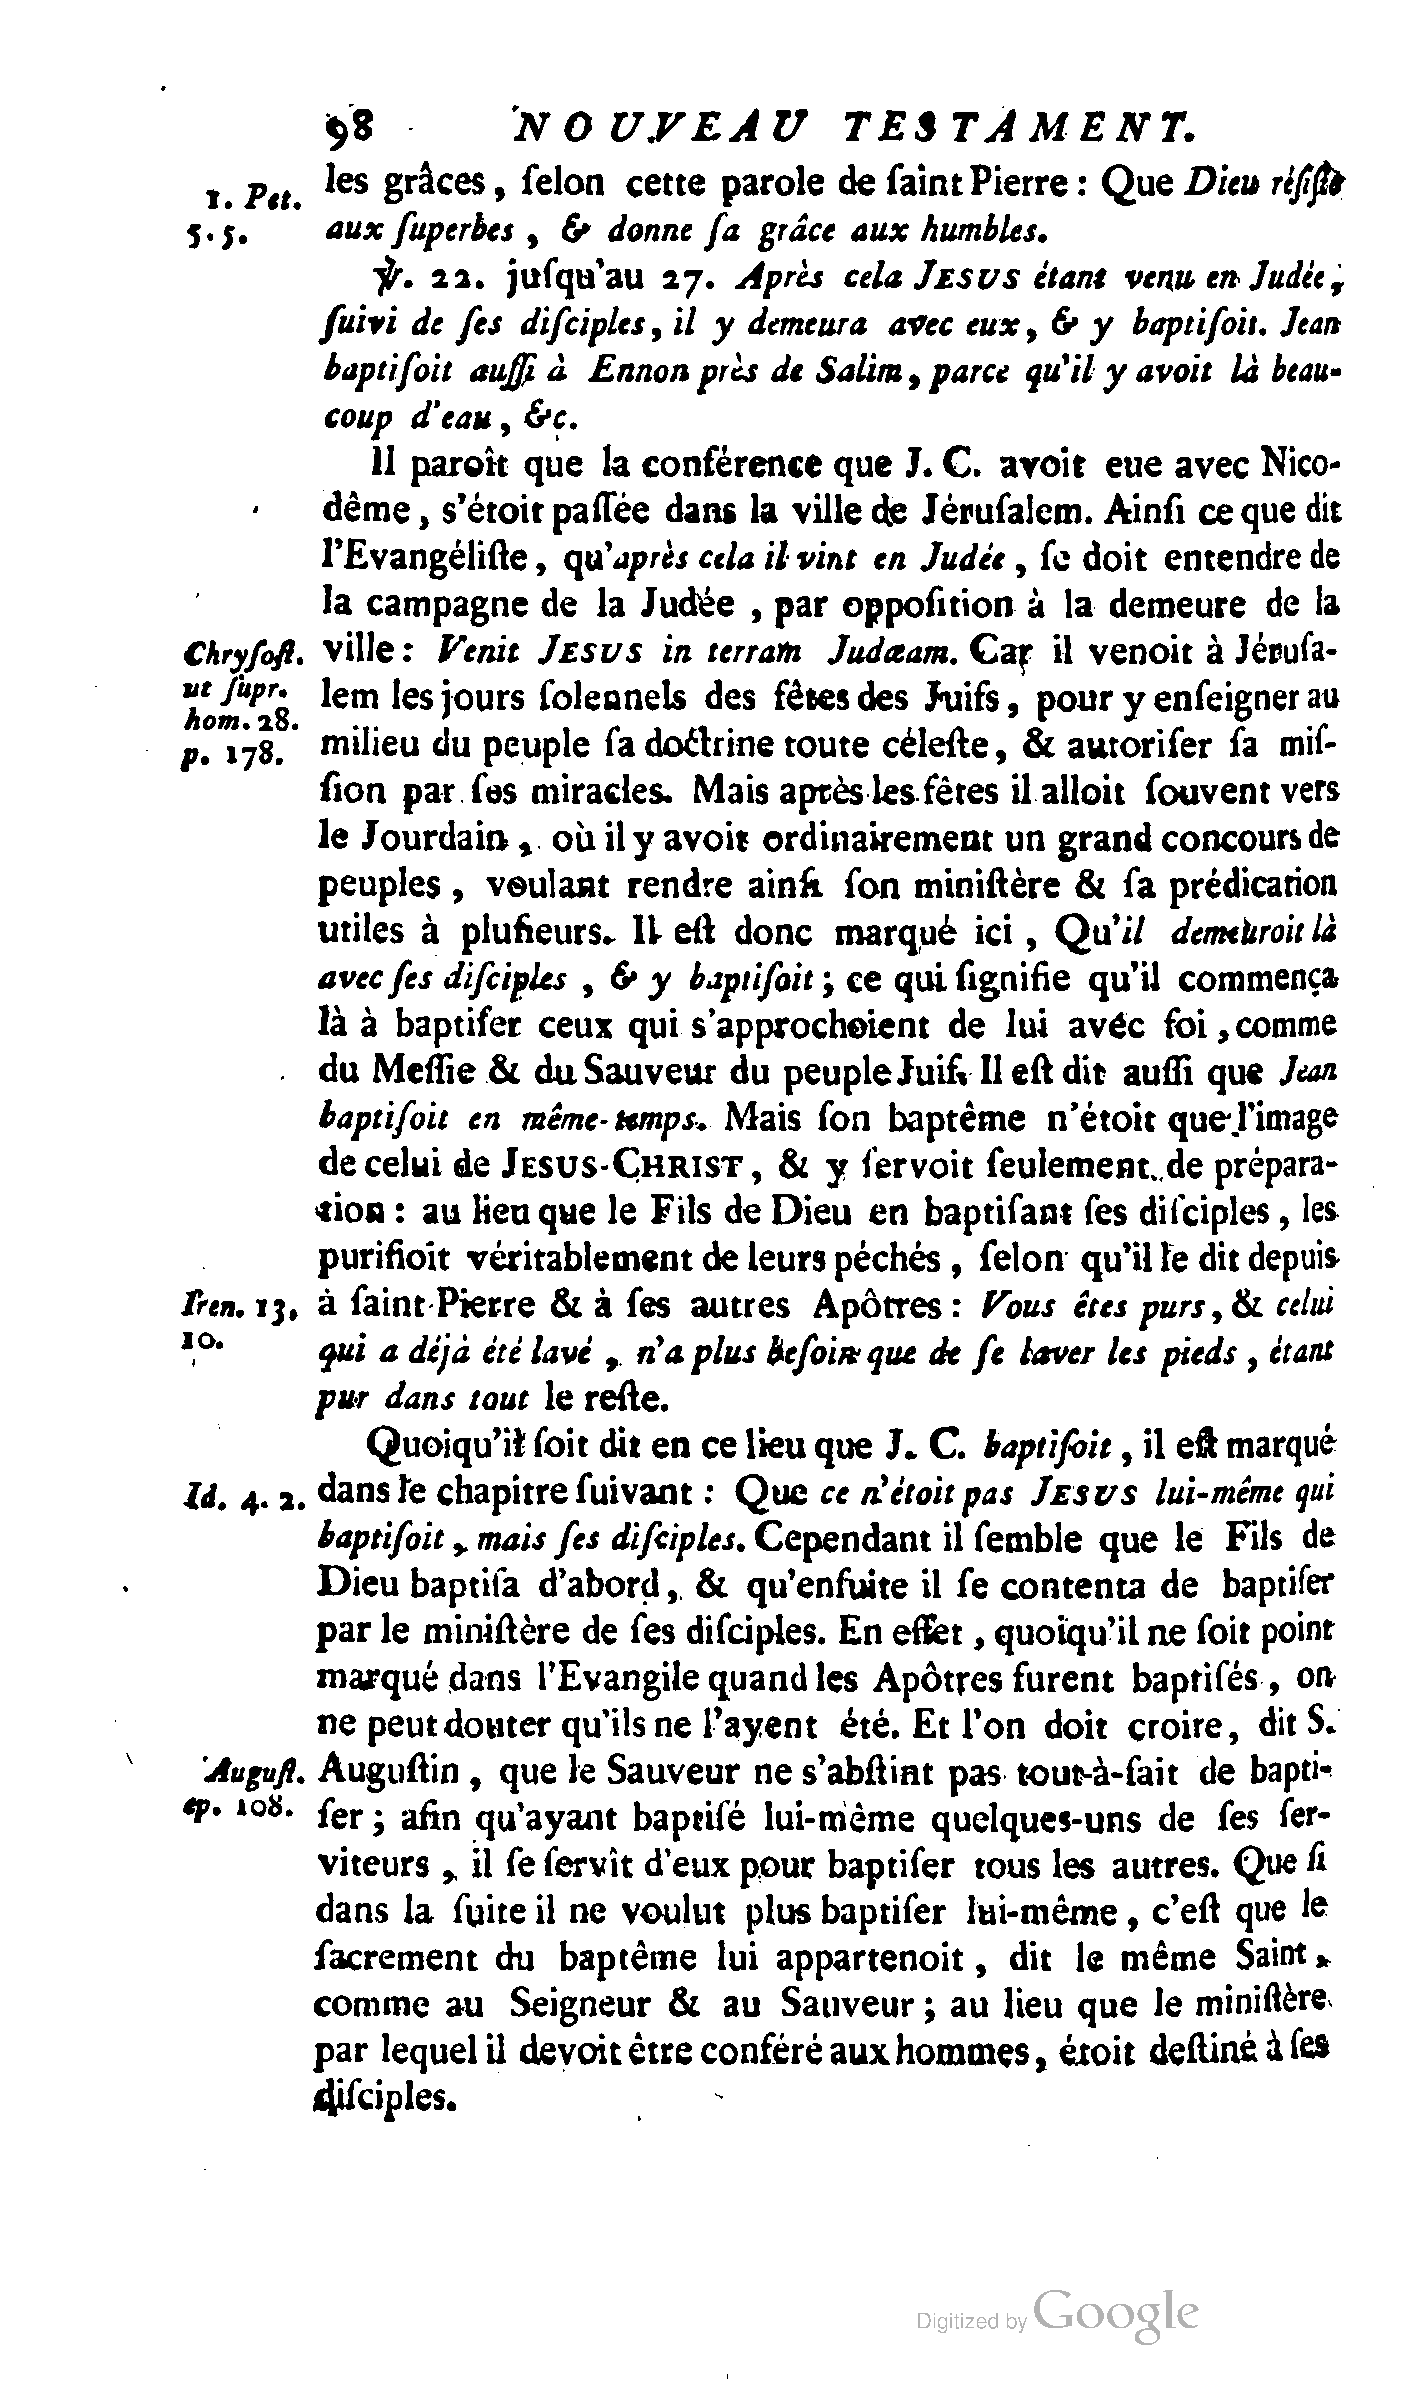 98 NOUVEAU TESTAMENT.
les grâces, ſelon cette parole de ſaint Pierre : Que Dieu réſiſte
1. Pet.
5. 5.
aux ſuperbes, & donne ſa grâce aux humbles.
℣. 22. juſqu'au 27. Après cela JESUS étant venu en Judée,
ſuivi de ſes diſciples, il y demeura avec eux, & y baptiſoit. Jean
baptiſoit auſſi à Ennon près de Salim, parce qu'il y avoit là beau-
coup d'eau, &c.
Il paroît que la conférence que J. C. avoit eue avec Nico-
dême, s'étoit paſſée dans la ville de Jéruſalem. Ainſi ce que dit
l'Evangéliſte, qu'après cela il vint en Judée, ſe doit entendre de
la campagne de la Judée, par oppoſition à la demeure de la
Chryſoſt.
ut ſupr.
hom. 28.
p. 178.
ville : Venit JESUS in terram Judæam. Car il venoit à Jéruſa-
lem les jours ſolennels des fêtes des Juifs, pour y enſeigner au
milieu du peuple ſa doctrine toute céleſte, & autoriſer ſa miſ-
ſion par ſes miracles. Mais après les fêtes il alloit ſouvent vers
le Jourdain, où il y avoit ordinairement un grand concours de
peuples, voulant rendre ainſi ſon miniſtère & ſa prédication
utiles à pluſieurs. Il eſt donc marqué ici, Qu'il demeuroit là
avec ſes diſciples, & y baptiſoit ; ce qui ſignifie qu'il commença
là à baptiſer ceux qui s'approchoient de lui avec foi, comme
du Meſſie & du Sauveur du peuple Juif. Il eſt dit auſſi que Jean
baptiſoit en même-temps. Mais ſon baptême n'étoit que l'image
de celui de JESUS-CHRIST, & y ſervoit ſeulement de prépara-
tion : au lieu que le Fils de Dieu en baptiſant ſes diſciples, les
purifioit véritablement de leurs péchés, ſelon qu'il le dit depuis
Iren. 13,
10.
à ſaint Pierre & à ſes autres Apôtres : Vous êtes purs, & celui
qui a déjà été lavé, n'a plus beſoin que de ſe laver les pieds, étant
pur dans tout le reſte.
Quoiqu'il ſoit dit en ce lieu que J. C. baptiſoit, il eſt marqué
Id. 4. 2.
dans le chapitre ſuivant : Que ce n'étoit pas JESUS lui-même qui
baptiſoit, mais ſes diſciples. Cependant il ſemble que le Fils de
Dieu baptiſa d'abord, & qu'enſuite il ſe contenta de baptiſer
par le miniſtère de ſes diſciples. En effet, quoiqu'il ne ſoit point
marqué dans l'Evangile quand les Apôtres furent baptiſés, on
ne peut douter qu'ils ne l'ayent été. Et l'on doit croire, dit S.
Auguſt.
ep. 108.
Auguſtin, que le Sauveur ne s'abſtint pas tout-à-fait de bapti-
ſer ; afin qu'ayant baptiſé lui-même quelques-uns de ſes ſer-
viteurs, il ſe ſervît d'eux pour baptiſer tous les autres. Que ſi
dans la ſuite il ne voulut plus baptiſer lui-même, c'eſt que le
ſacrement du baptême lui appartenoit, dit le même Saint,
comme au Seigneur & au Sauveur ; au lieu que le miniſtère
par lequel il devoit être conféré aux hommes, étoit deſtiné à ſes
diſciples.
Digitized by Google